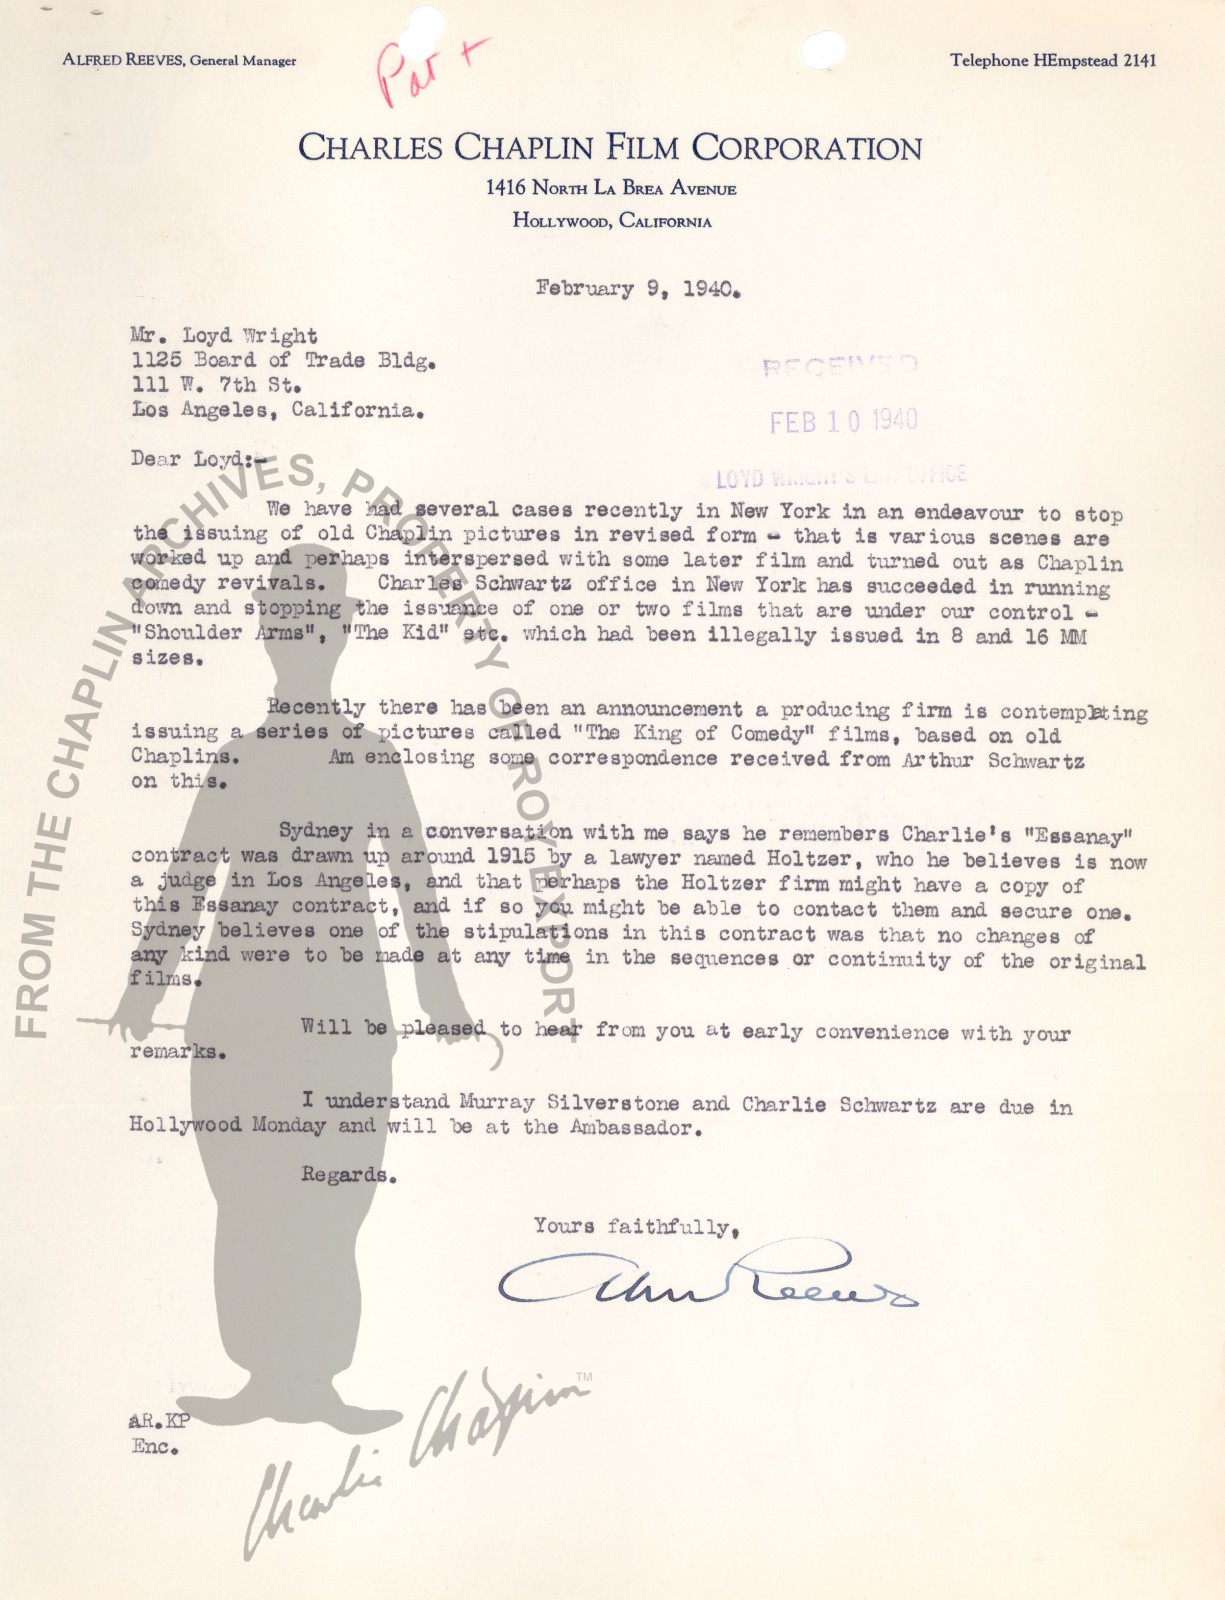 ALFRED REEVES, General Manager
Telephone HEmpstead 2141
Pat +
CHARLES CHAPLIN FILM CORPORATION
1416 NORTH LA BREA AVENUE
HOLLYWOOD, CALIFORNIA
February 9, 1940.
Mr. Loyd Wright
1125 Board of Trade Bldg.
111 W. 7th St.
Los Angeles, California.
RECEIVED
FEB 10 1940
LOYD WRIGHT'S LAW OFFICE
Dear Loyd:-
We have had several cases recently in New York in an endeavour to stop
the issuing of old Chaplin pictures in revised form - that is various scenes are
worked up and perhaps interspersed with some later film and turned out as Chaplin
comedy revivals. Charles Schwartz office in New York has succeeded in running
down and stopping the issuance of one or two films that are under our control -
"Shoulder Arms", "The Kid" etc. which had been illegally issued in 8 and 16 MM
sizes.
Recently there has been an announcement a producing firm is contemplating
issuing a series of pictures called "The King of Comedy" films, based on old
Chaplins. Am enclosing some correspondence received from Arthur Schwartz
on this.
Sydney in a conversation with me says he remembers Charlie's "Essanay"
contract was drawn up around 1915 by a lawyer named Holtzer, who he believes is now
a judge in Los Angeles, and that perhaps the Holtzer firm might have a copy of
this Essanay contract, and if so you might be able to contact them and secure one.
Sydney believes one of the stipulations in this contract was that no changes of
any kind were to be made at any time in the sequences or continuity of the original
films.
Will be pleased to hear from you at early convenience with your
remarks.
I understand Murray Silverstone and Charlie Schwartz are due in
Hollywood Monday and will be at the Ambassador.
Regards.
Yours faithfully,
Alf Reeves
AR.KP
Enc.
FROM THE CHAPLIN ARCHIVES, PROPERTY OF ROY EXPORT
Charlie Chaplin TM